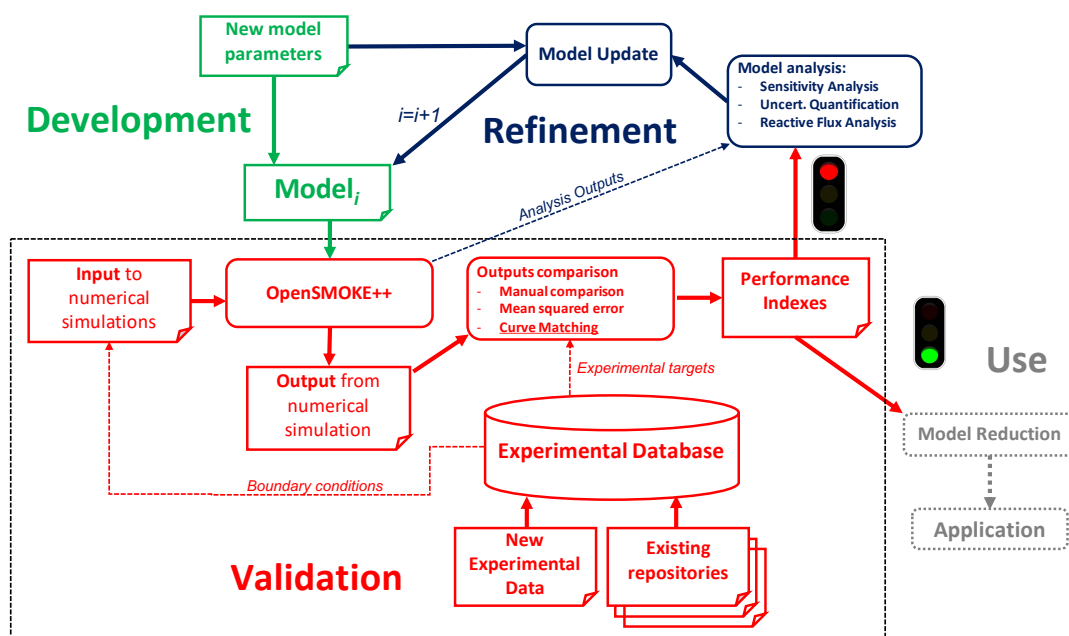 New model
parameters
Model Update
Model analysis:
- Sensitivity Analysis
- Uncert. Quantification
- Reactive Flux Analysis
Development
i=i+1
Refinement
Model i
Analysis Outputs
Input to
numerical
simulations
OpenSMOKE++
Outputs comparison
- Manual comparison
- Mean squared error
- Curve Matching
Performance
Indexes
Use
Output from
numerical
simulation
Experimental targets
Model Reduction
Experimental Database
Boundary conditions
Application
New
Experimental
Data
Existing
repositories
Validation